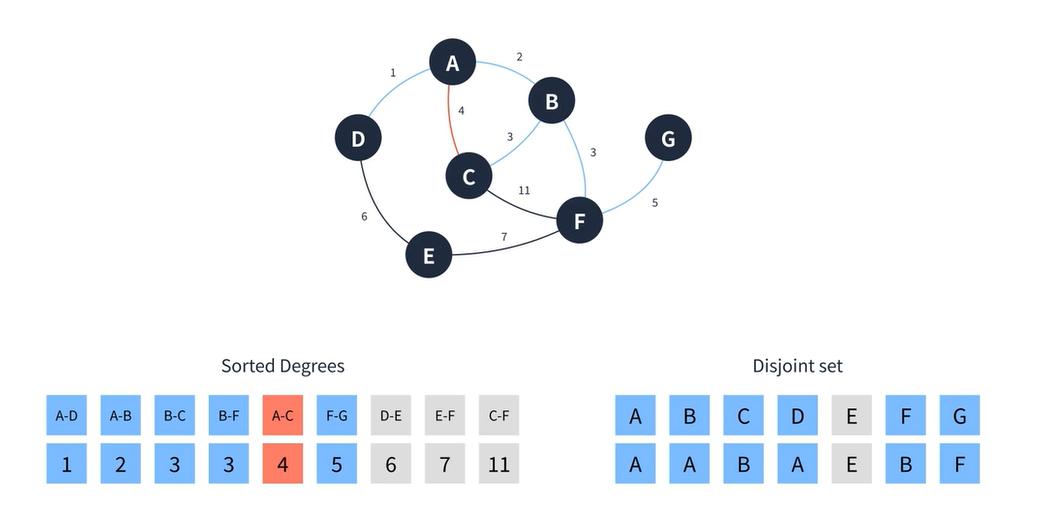 A
2
1
B
4
3
D
G
3
C
11
5
6
F
7
E
Sorted Degrees
Disjoint set
A-D A-B B-C B-F A-C F-G D-E E-F C-F
A B C D E F G
1 2 3 3 4 5 6 7 11
A A B A E B F